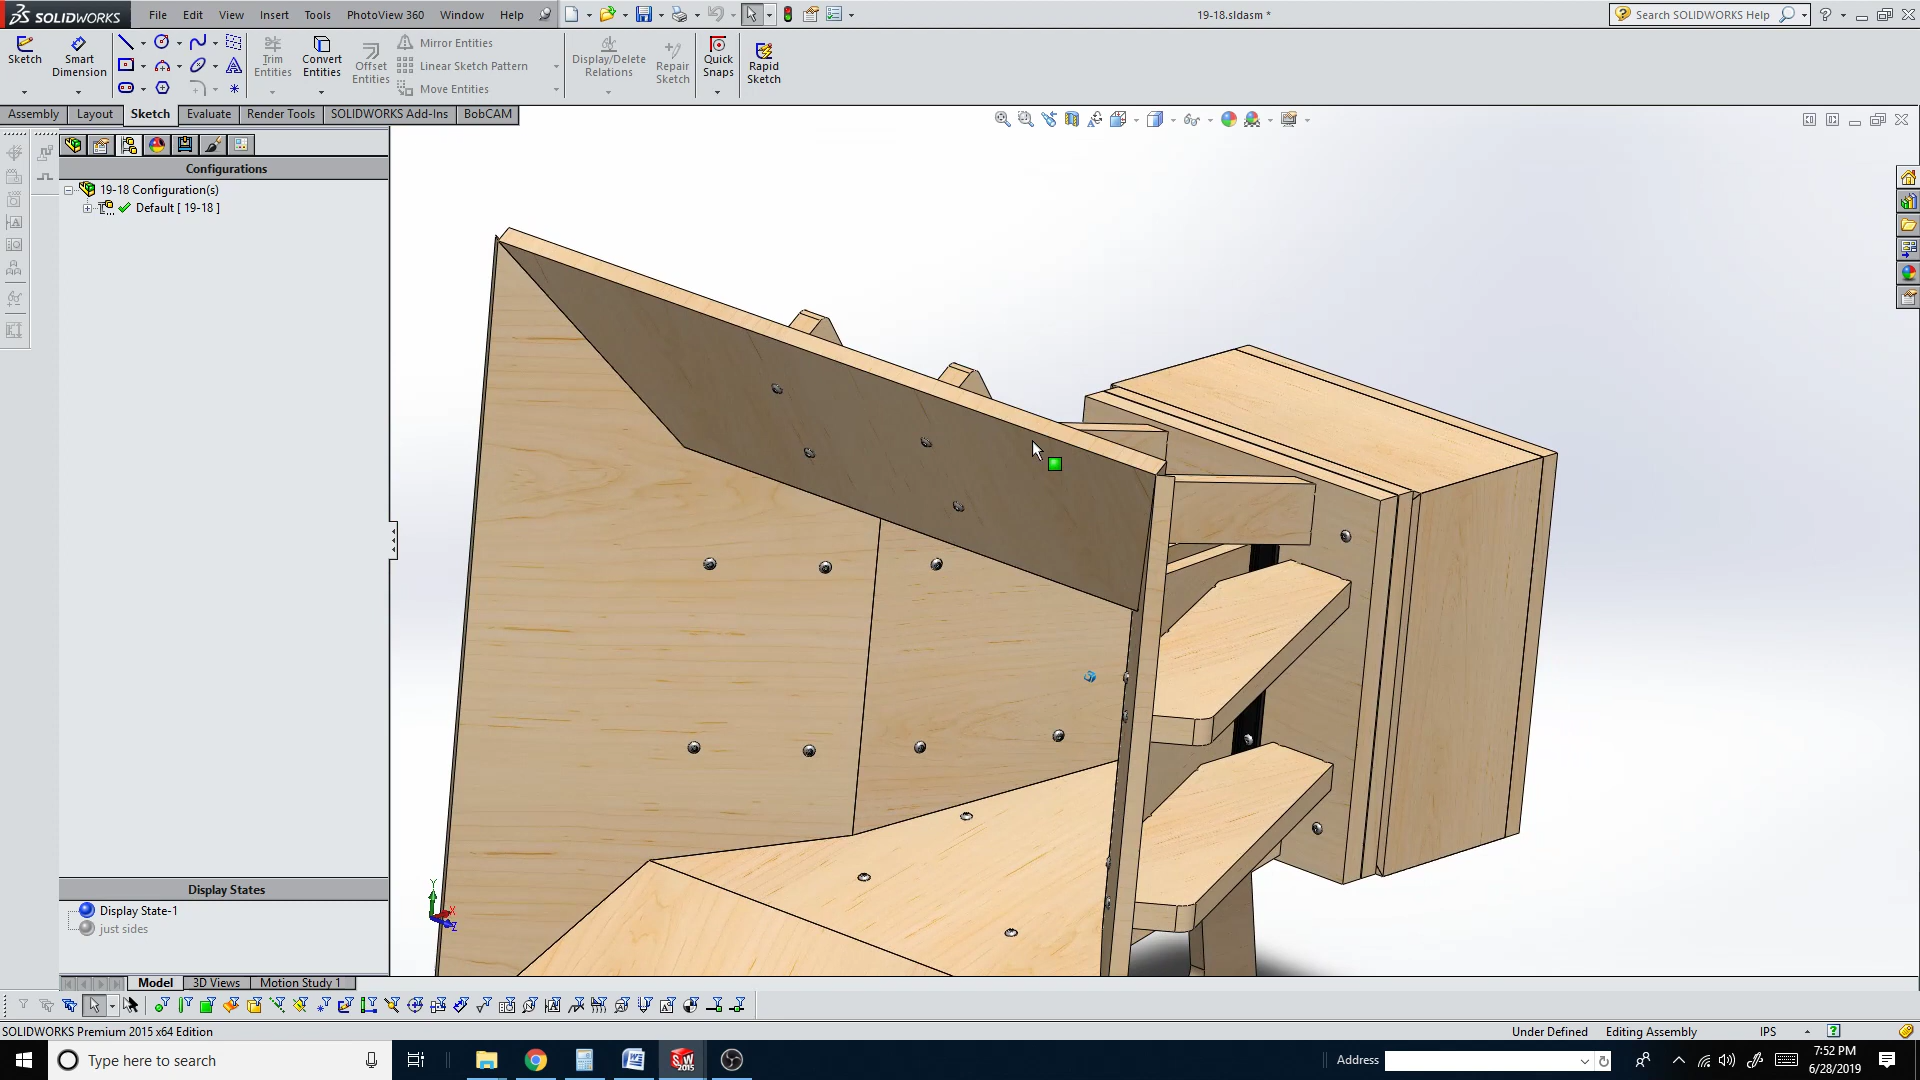 SOLIDWORKS File Edit View Insert Tools PhotoView 360 Window Help 19-18.sldasm * Search SOLIDWORKS Help
Sketch Smart Dimension Trim Entities Convert Entities Offset Entities Mirror Entities Linear Sketch Pattern Move Entities Display/Delete Relations Repair Sketch Quick Snaps Rapid Sketch
Assembly Layout Sketch Evaluate Render Tools SOLIDWORKS Add-Ins BobCAM
Configurations
19-18 Configuration(s)
Default [ 19-18 ]
Y
X
Z
Display States
Display State-1
just sides
Model 3D Views Motion Study 1
SOLIDWORKS Premium 2015 x64 Edition Under Defined Editing Assembly IPS
Type here to search Address 7:52 PM
6/28/2019